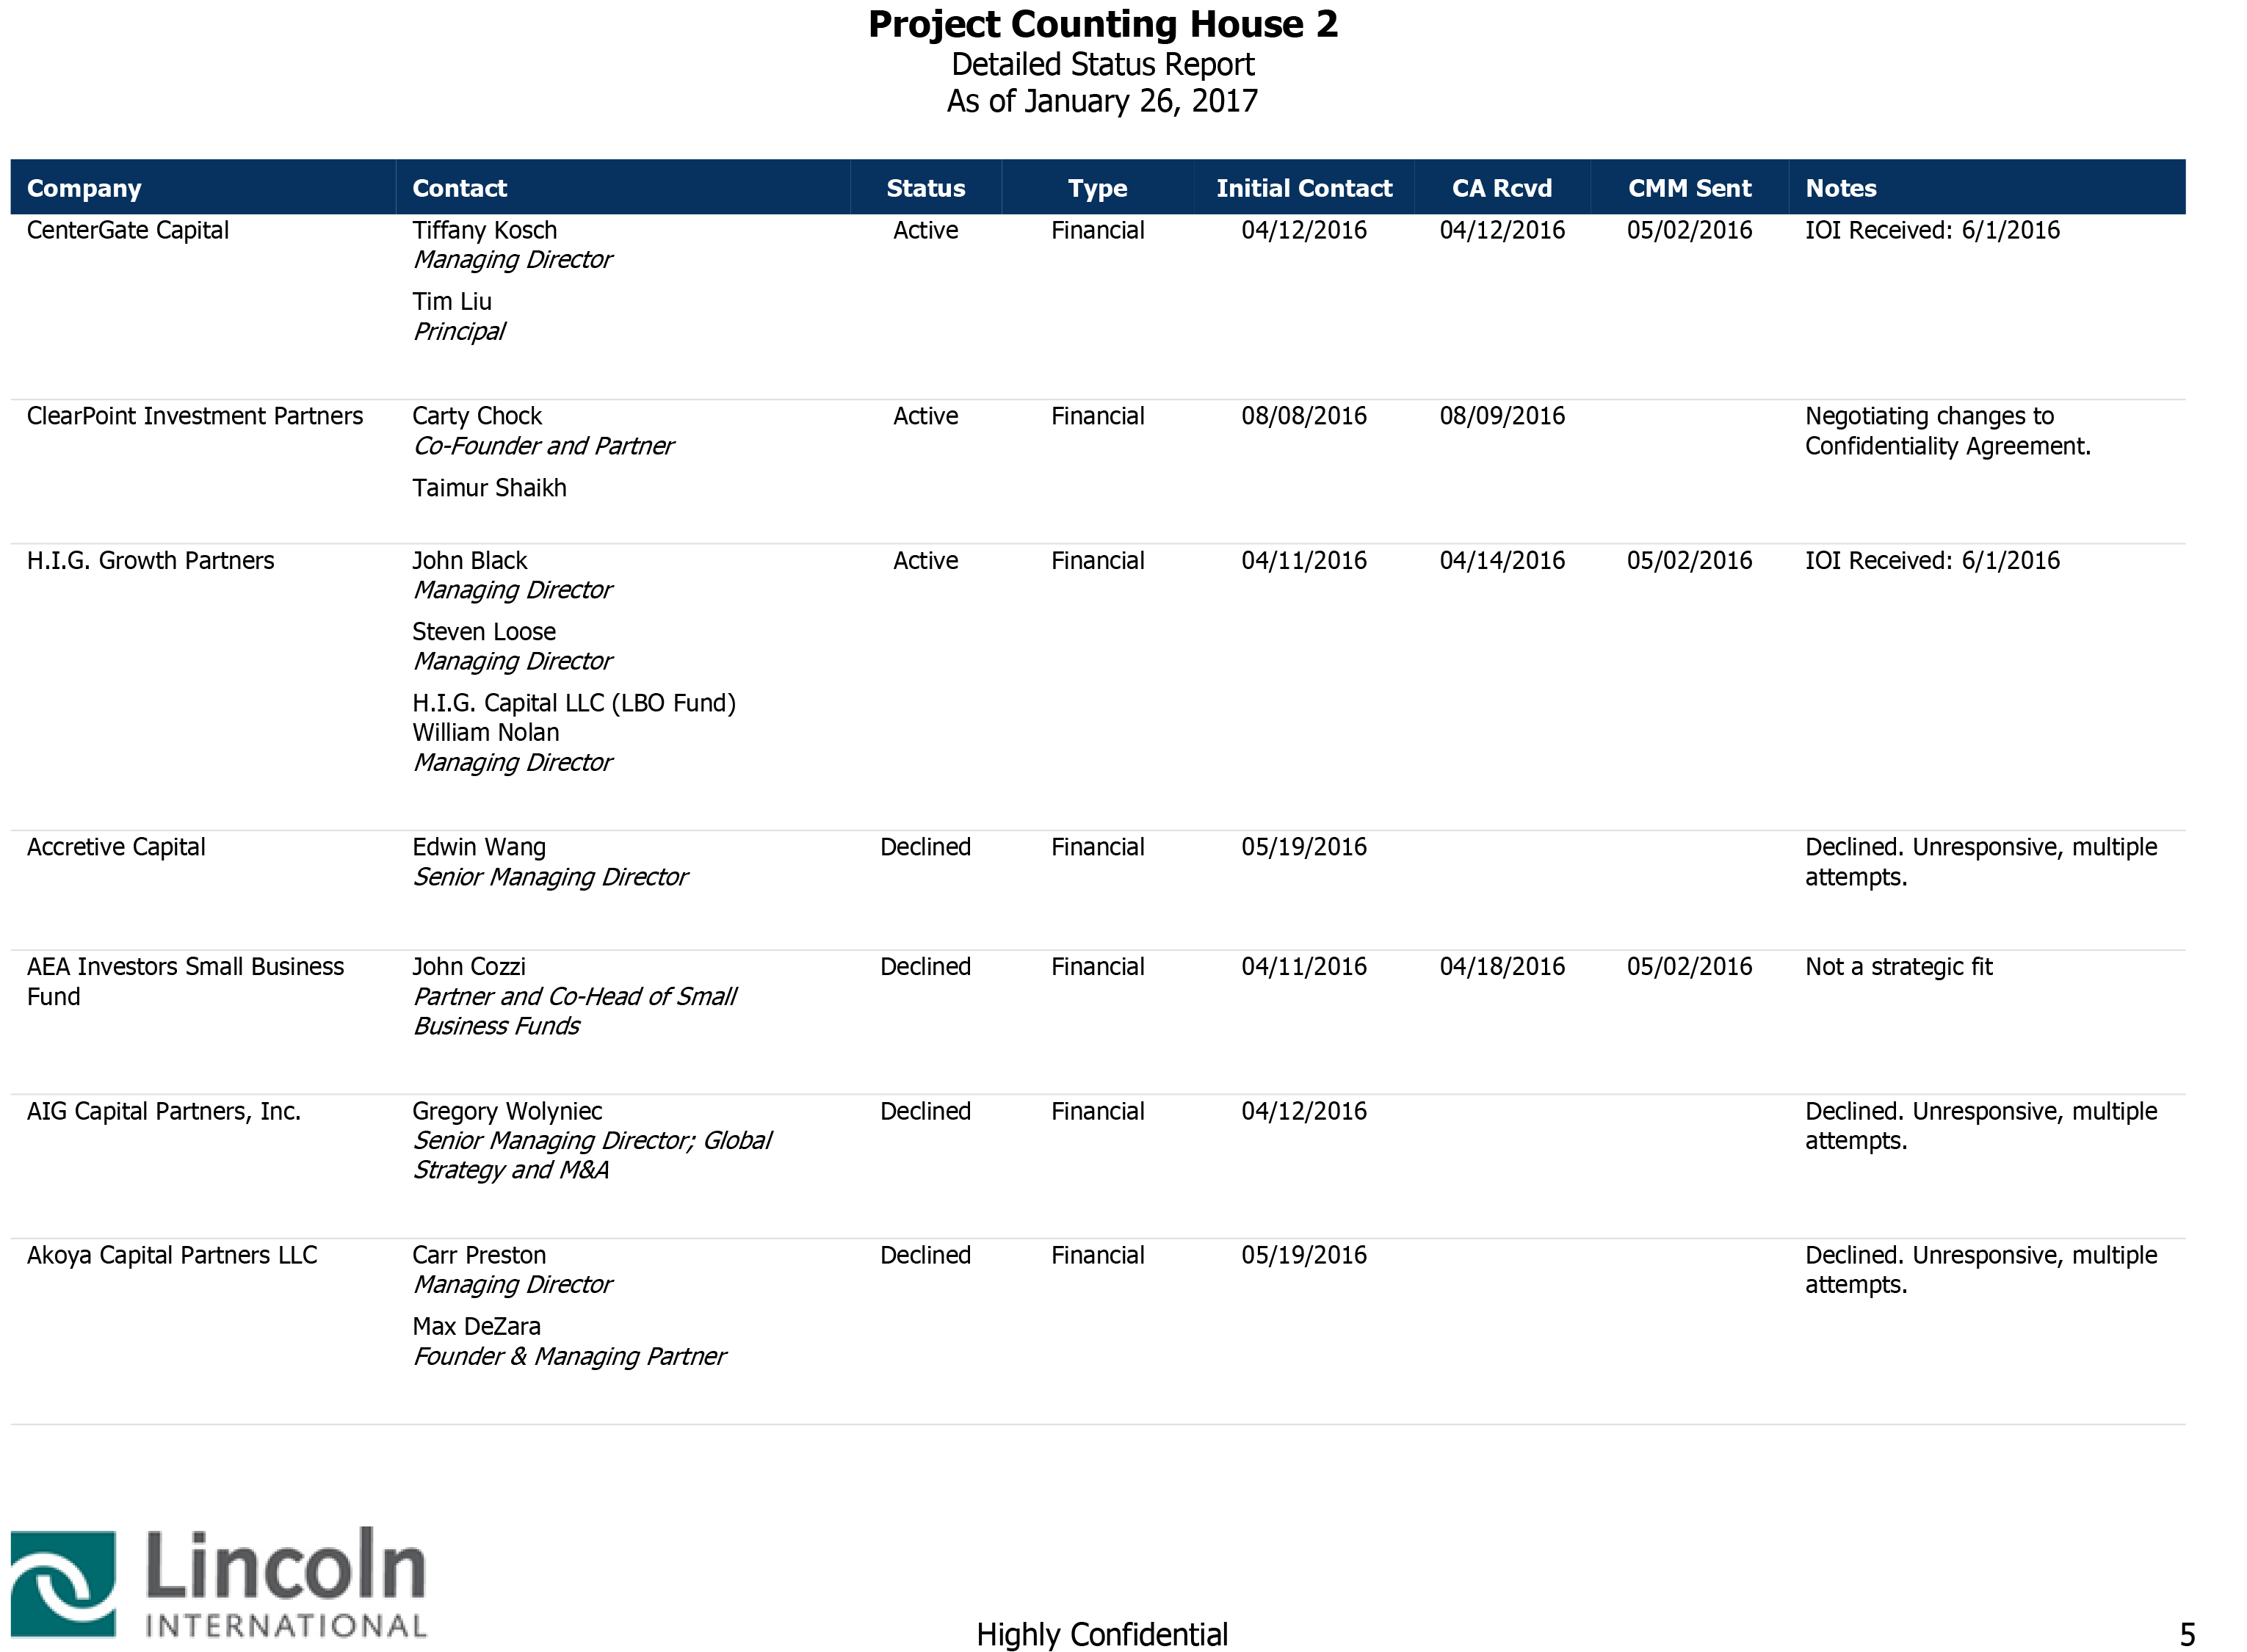 Project Counting House 2
Detailed Status Report
As of January 26, 2017
Company Contact Status Type Initial Contact CA Rcvd CMM Sent Notes
CenterGate Capital Tiffany Kosch Active Financial 04/12/2016 04/12/2016 05/02/2016 IOI Received: 6/1/2016
Managing Director
Tim Liu
Principal
ClearPoint Investment Partners Carty Chock Active Financial 08/08/2016 08/09/2016 Negotiating changes to
Co-Founder and Partner Confidentiality Agreement.
Taimur Shaikh
H.I.G. Growth Partners John Black Active Financial 04/11/2016 04/14/2016 05/02/2016 IOI Received: 6/1/2016
Managing Director
Steven Loose
Managing Director
H.I.G. Capital LLC (LBO Fund)
William Nolan
Managing Director
Accretive Capital Edwin Wang Declined Financial 05/19/2016 Declined. Unresponsive, multiple
Senior Managing Director attempts.
AEA Investors Small Business John Cozzi Declined Financial 04/11/2016 04/18/2016 05/02/2016 Not a strategic fit
Fund Partner and Co-Head of Small
Business Funds
AIG Capital Partners, Inc. Gregory Wolyniec Declined Financial 04/12/2016 Declined. Unresponsive, multiple
Senior Managing Director; Global attempts.
Strategy and M&A
Akoya Capital Partners LLC Carr Preston Declined Financial 05/19/2016 Declined. Unresponsive, multiple
Managing Director attempts.
Max DeZara
Founder & Managing Partner
Lincoln
INTERNATIONAL
Highly Confidential 5